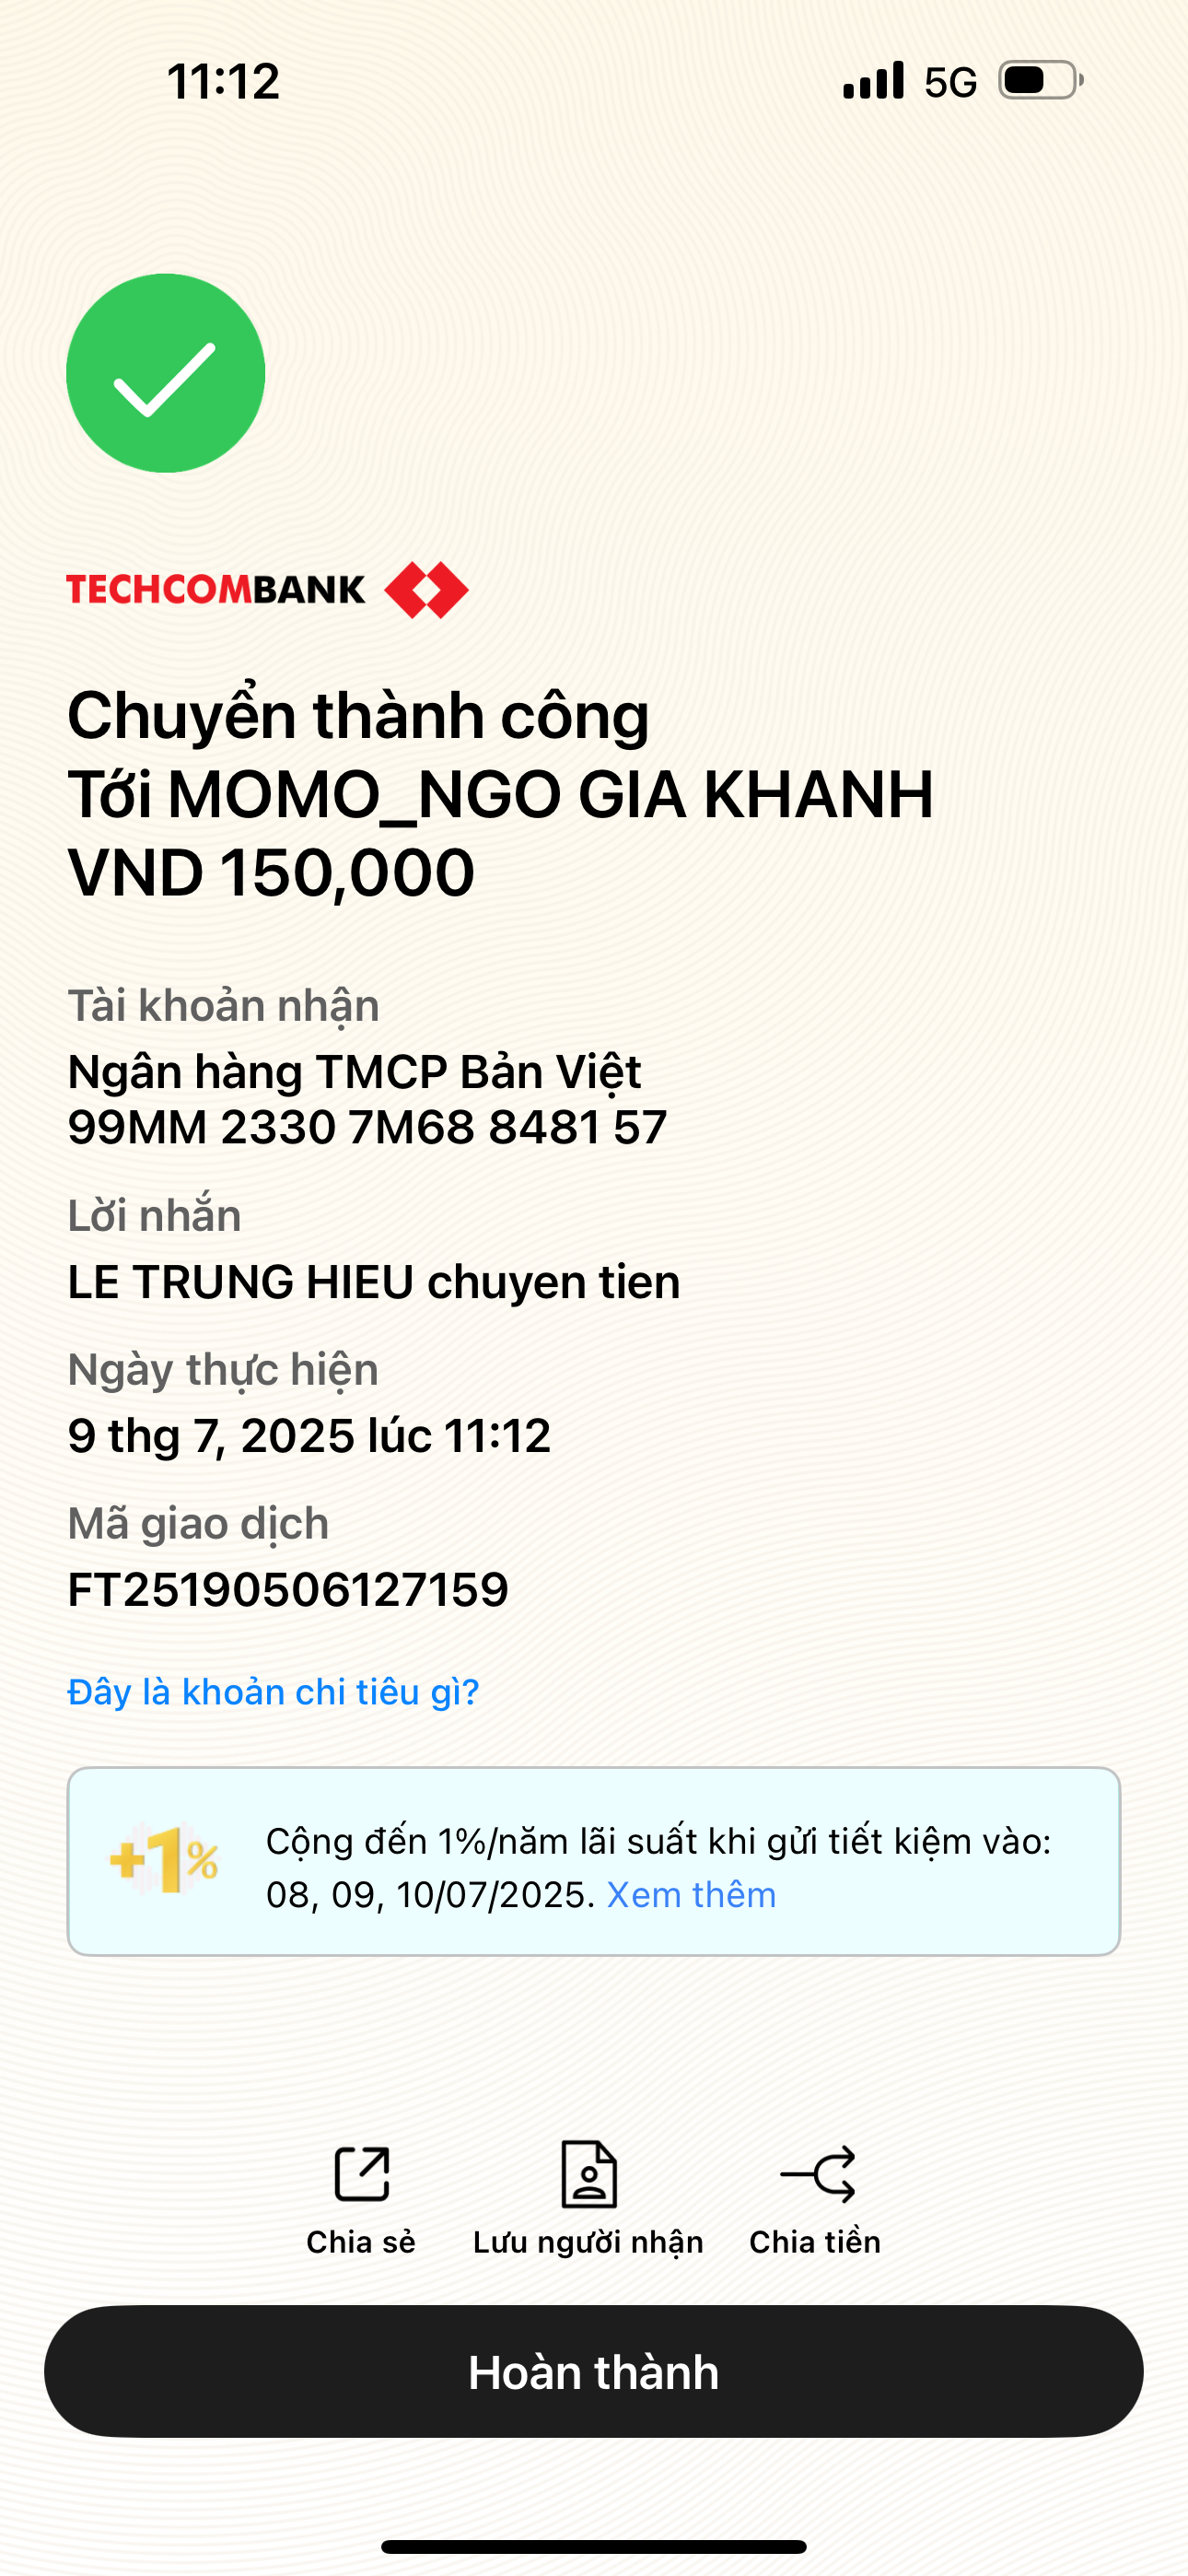 11:12
5G
TECHCOMBANK
Chuyển thành công
Tới MOMO_NGO GIA KHANH
VND 150,000
Tài khoản nhận
Ngân hàng TMCP Bản Việt
99MM 2330 7M68 8481 57
Lời nhắn
LE TRUNG HIEU chuyen tien
Ngày thực hiện
9 thg 7, 2025 lúc 11:12
Mã giao dịch
FT25190506127159
Đây là khoản chi tiêu gì?
+1%
Cộng đến 1%/năm lãi suất khi gửi tiết kiệm vào:
08, 09, 10/07/2025. Xem thêm
Chia sẻ
Lưu người nhận
Chia tiền
Hoàn thành